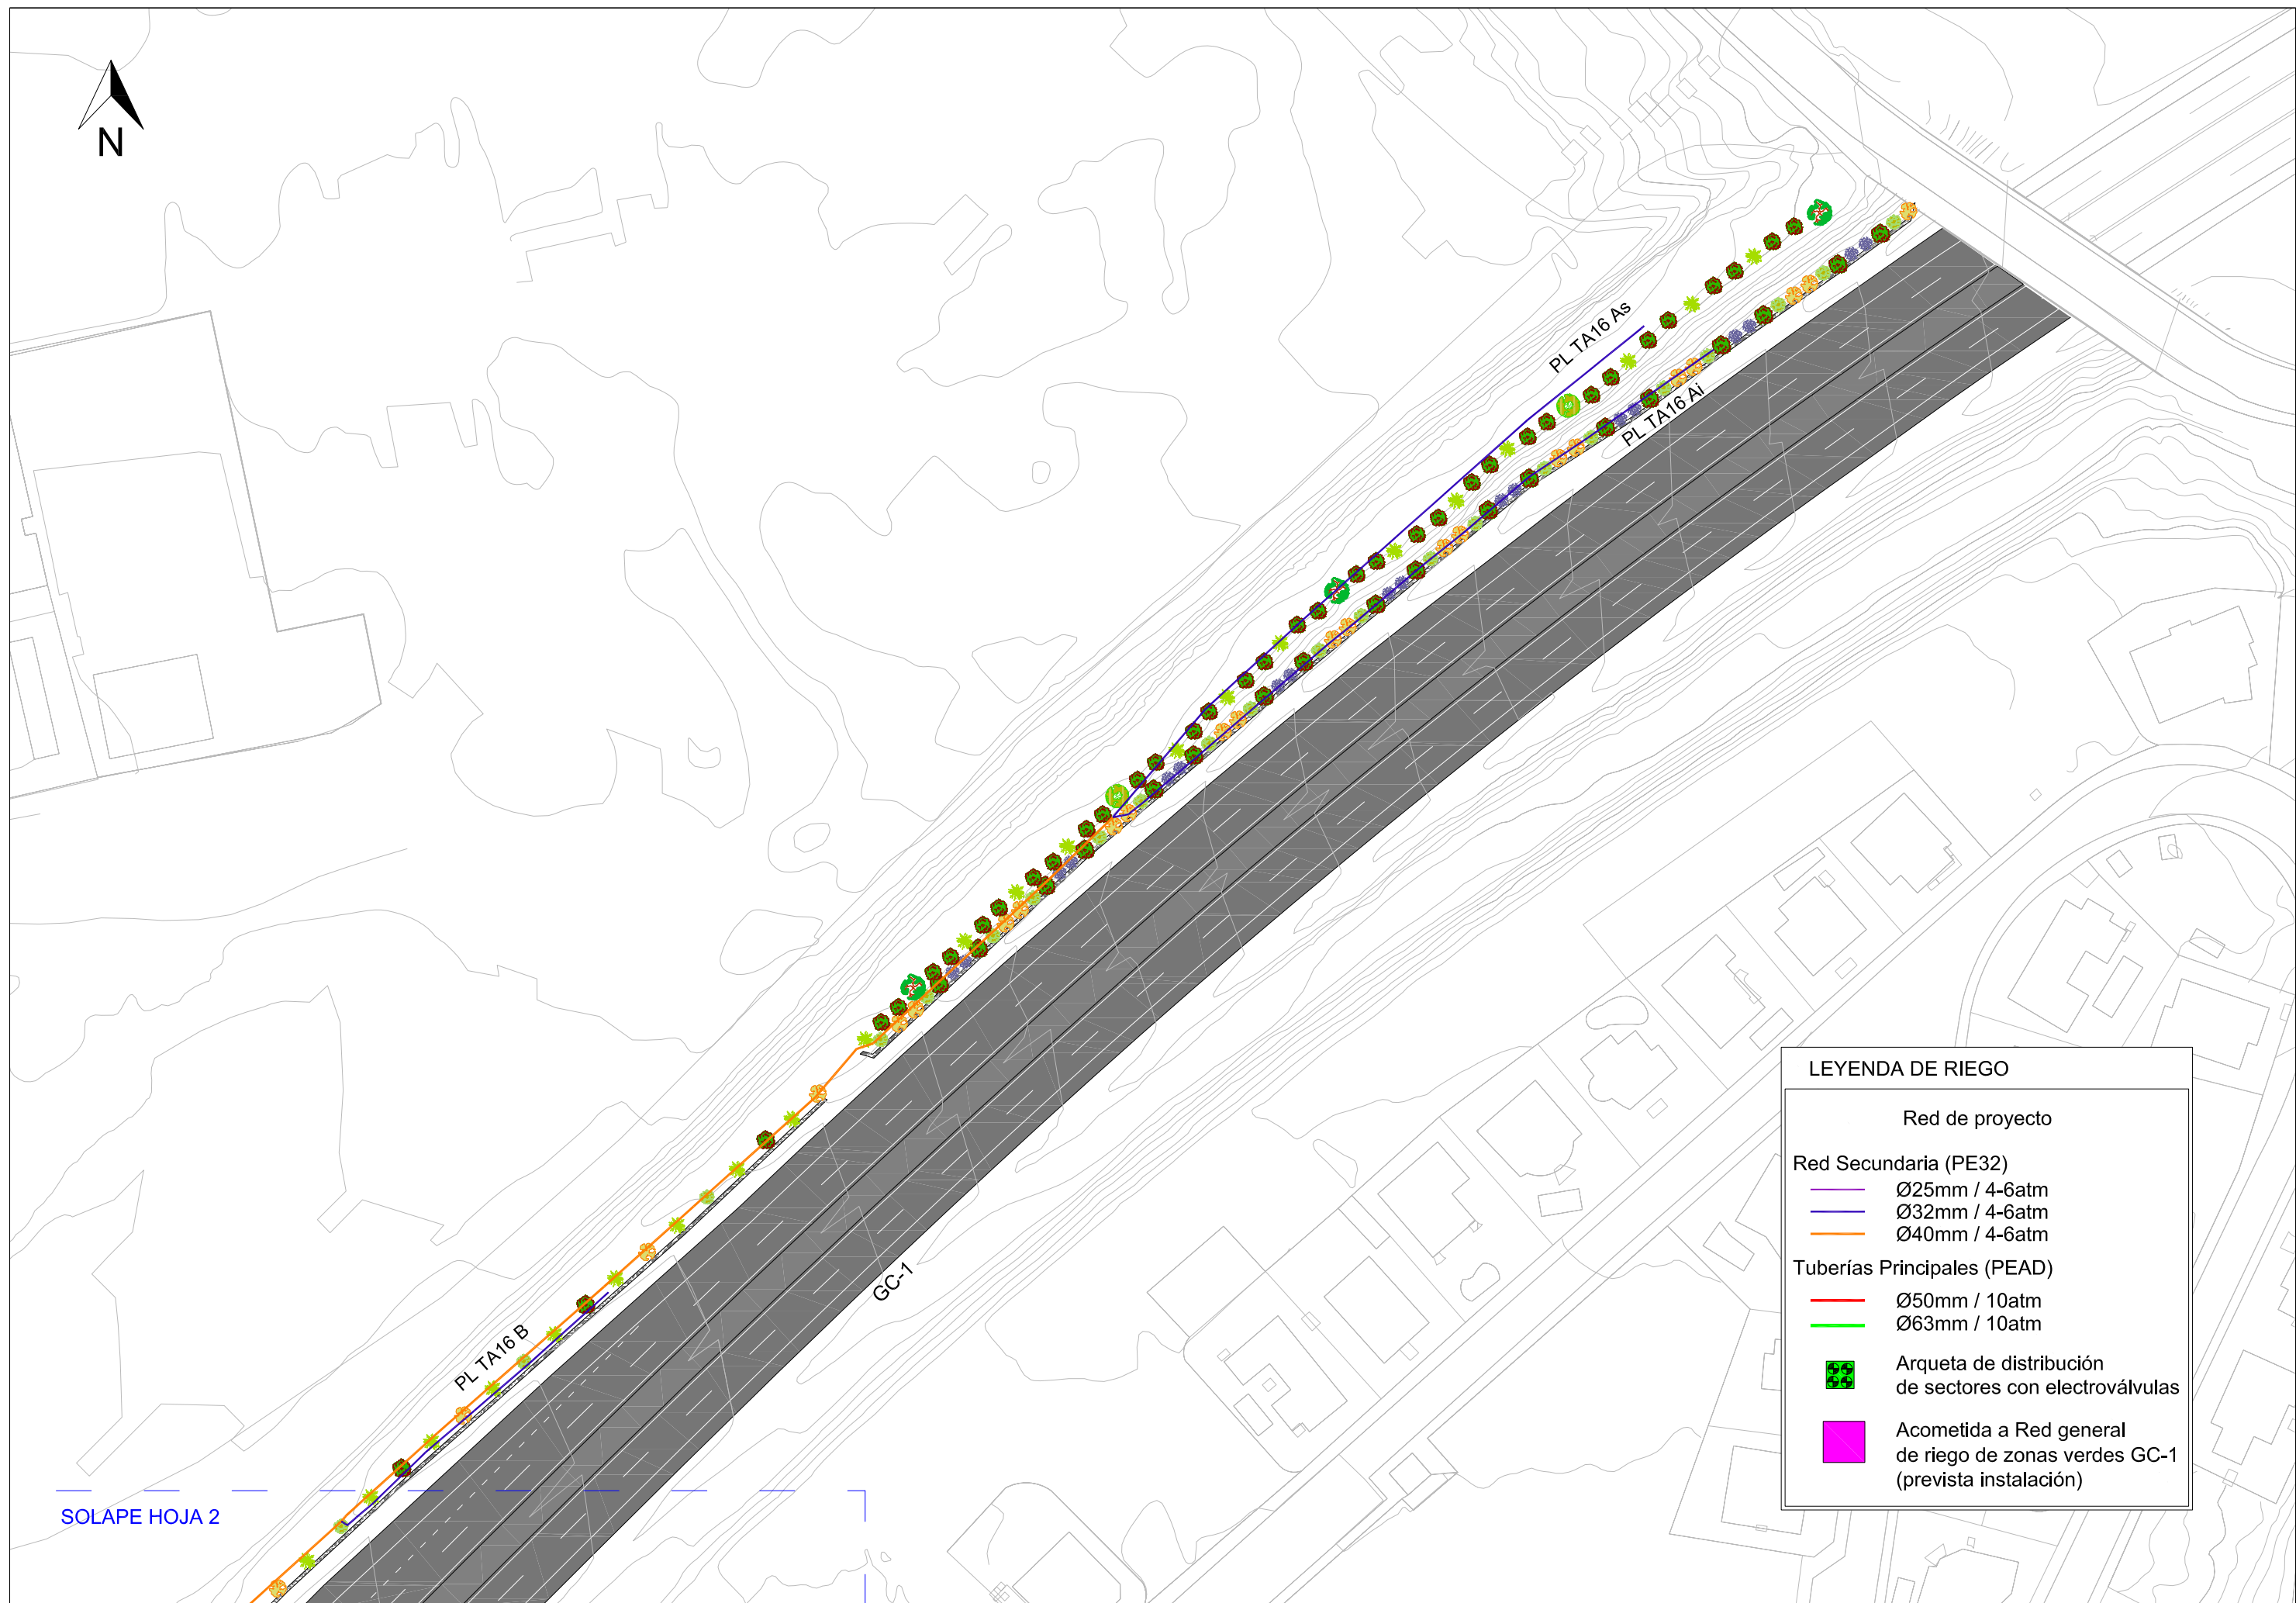 N
PL TA16 As
PL TA16 Ai
GC-1
PL TA16 B
SOLAPE HOJA 2
LEYENDA DE RIEGO
Red de proyecto
Red Secundaria (PE32)
Ø25mm / 4-6atm
Ø32mm / 4-6atm
Ø40mm / 4-6atm
Tuberías Principales (PEAD)
Ø50mm / 10atm
Ø63mm / 10atm
Arqueta de distribución
de sectores con electroválvulas
Acometida a Red general
de riego de zonas verdes GC-1
(prevista instalación)